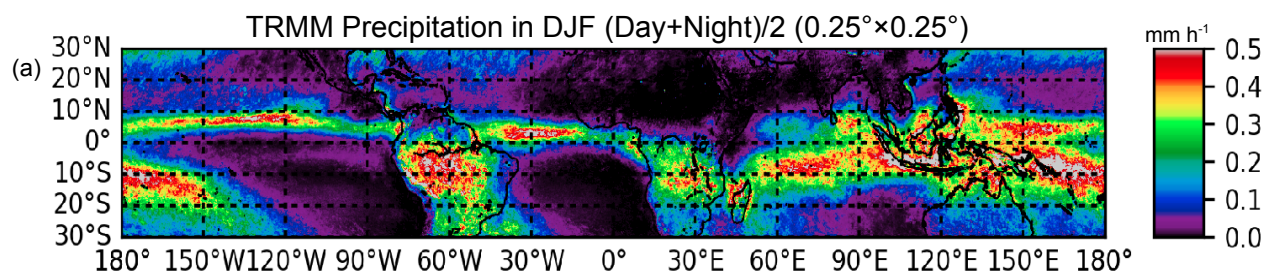 TRMM Precipitation in DJF (Day+Night)/2 (0.25°×0.25°)
mm h⁻¹
(a)
30°N
20°N
10°N
0°
10°S
20°S
30°S
180° 150°W 120°W 90°W 60°W 30°W 0° 30°E 60°E 90°E 120°E 150°E 180°
0.5
0.4
0.3
0.2
0.1
0.0